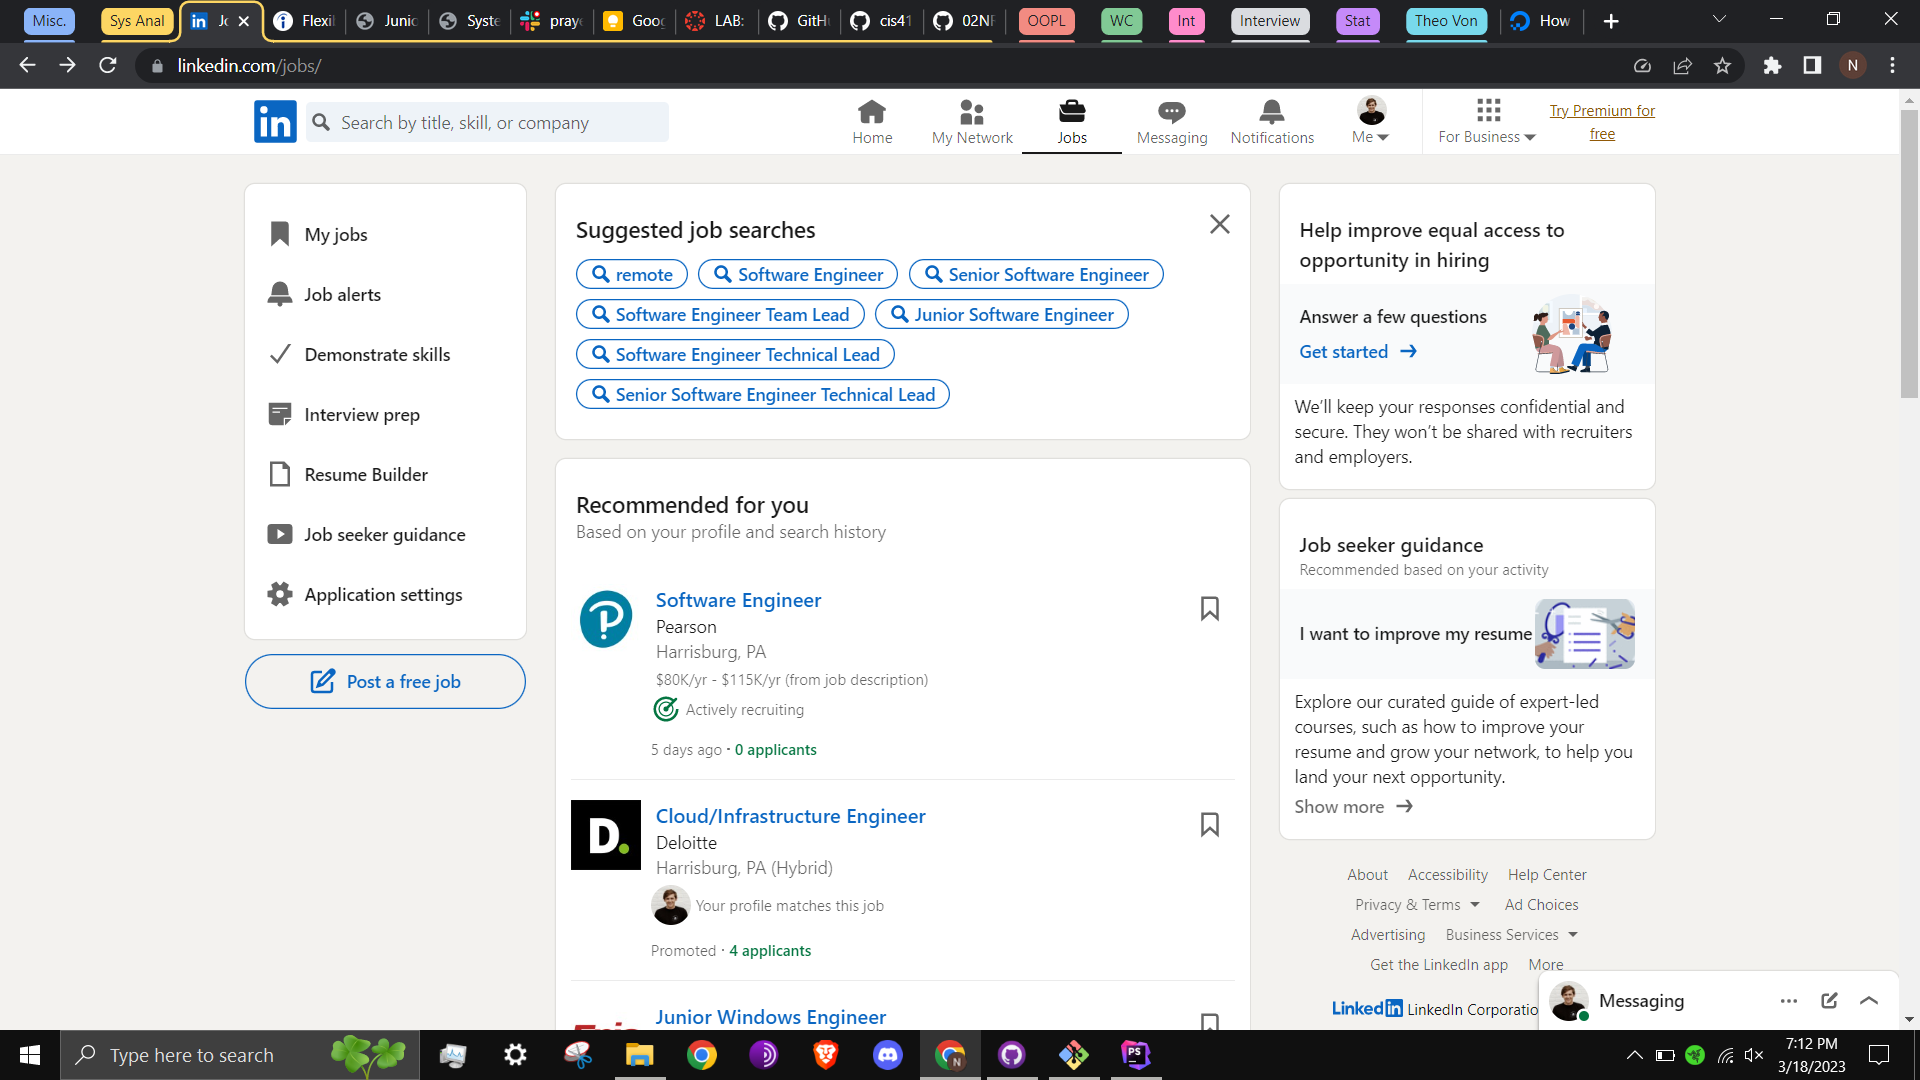 Misc.
Sys Anal
in
Jo
Flexil
Junio
Syste
praye
Goog
LAB:
GitHu
cis41
02NF
OOPL
WC
Int
Interview
Stat
Theo Von
How
linkedin.com/jobs/
N
in
Search by title, skill, or company
Home
My Network
Jobs
Messaging
Notifications
Me
For Business
Try Premium for
free
My jobs
Job alerts
Demonstrate skills
Interview prep
Resume Builder
Job seeker guidance
Application settings
Post a free job
Suggested job searches
remote
Software Engineer
Senior Software Engineer
Software Engineer Team Lead
Junior Software Engineer
Software Engineer Technical Lead
Senior Software Engineer Technical Lead
Recommended for you
Based on your profile and search history
Software Engineer
Pearson
Harrisburg, PA
$80K/yr - $115K/yr (from job description)
Actively recruiting
5 days ago · 0 applicants
D.
Cloud/Infrastructure Engineer
Deloitte
Harrisburg, PA (Hybrid)
Your profile matches this job
Promoted · 4 applicants
Junior Windows Engineer
Help improve equal access to
opportunity in hiring
Answer a few questions
Get started
We'll keep your responses confidential and
secure. They won't be shared with recruiters
and employers.
Job seeker guidance
Recommended based on your activity
I want to improve my resume
Explore our curated guide of expert-led
courses, such as how to improve your
resume and grow your network, to help you
land your next opportunity.
Show more
About Accessibility Help Center
Privacy & Terms Ad Choices
Advertising Business Services
Get the LinkedIn app More
LinkedIn LinkedIn Corporatio
Messaging
Type here to search
N
PS
7:12 PM
3/18/2023